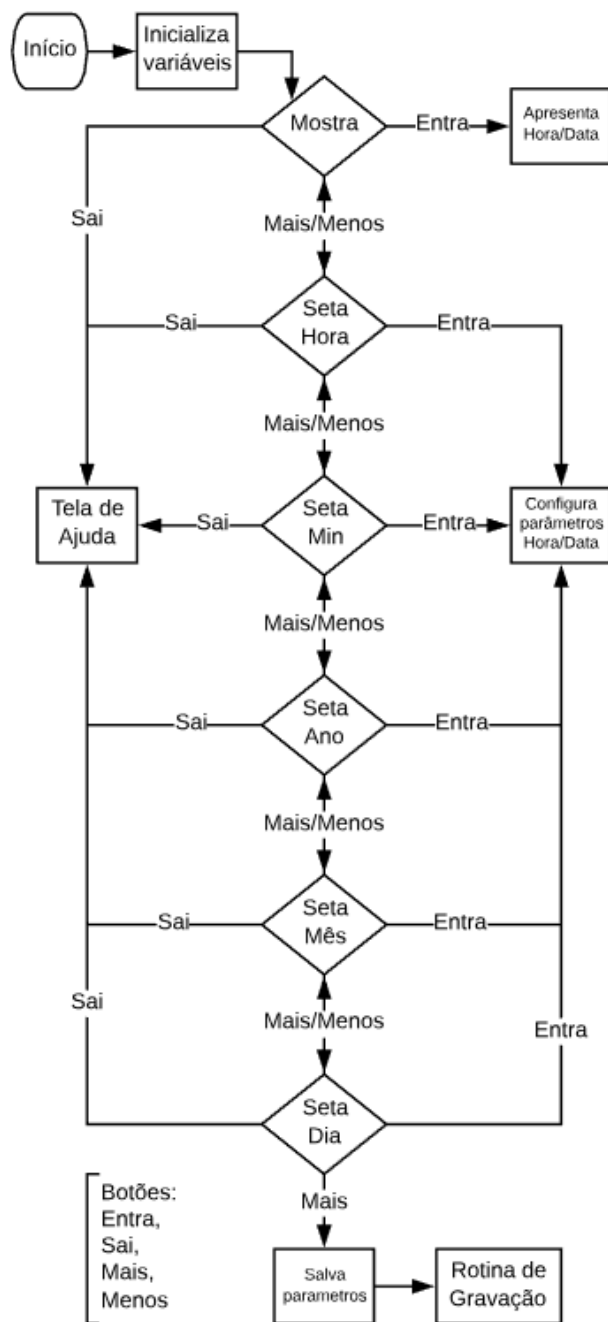 Início
Inicializa
variáveis
Mostra
Entra
Apresenta
Hora/Data
Sai
Mais/Menos
Sai
Seta
Hora
Entra
Mais/Menos
Tela de
Ajuda
Sai
Seta
Min
Entra
Configura
parâmetros
Hora/Data
Mais/Menos
Sai
Seta
Ano
Entra
Mais/Menos
Sai
Seta
Mês
Entra
Sai
Mais/Menos
Entra
Seta
Dia
Botões:
Entra,
Sai,
Mais,
Menos
Mais
Salva
parametros
Rotina de
Gravação